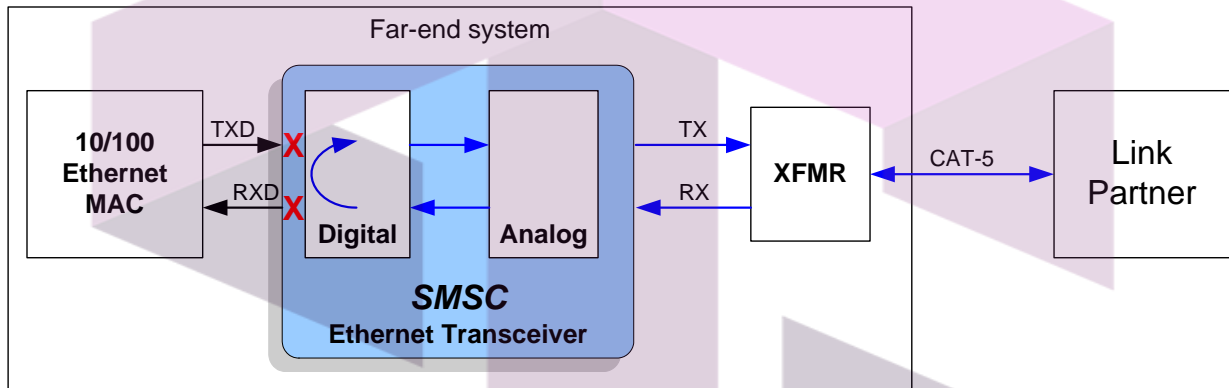 Far-end system
10/100
Ethernet
MAC
TXD
RXD
X
X
Digital
Analog
SMSC
Ethernet Transceiver
TX
RX
XFMR
CAT-5
Link
Partner